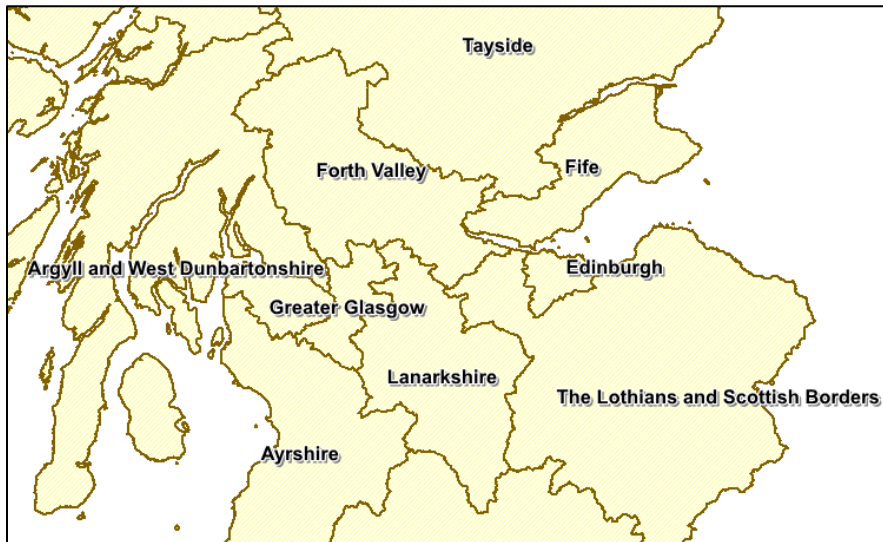 Tayside
Forth Valley
Fife
Argyll and West Dunbartonshire
Edinburgh
Greater Glasgow
Lanarkshire
The Lothians and Scottish Borders
Ayrshire